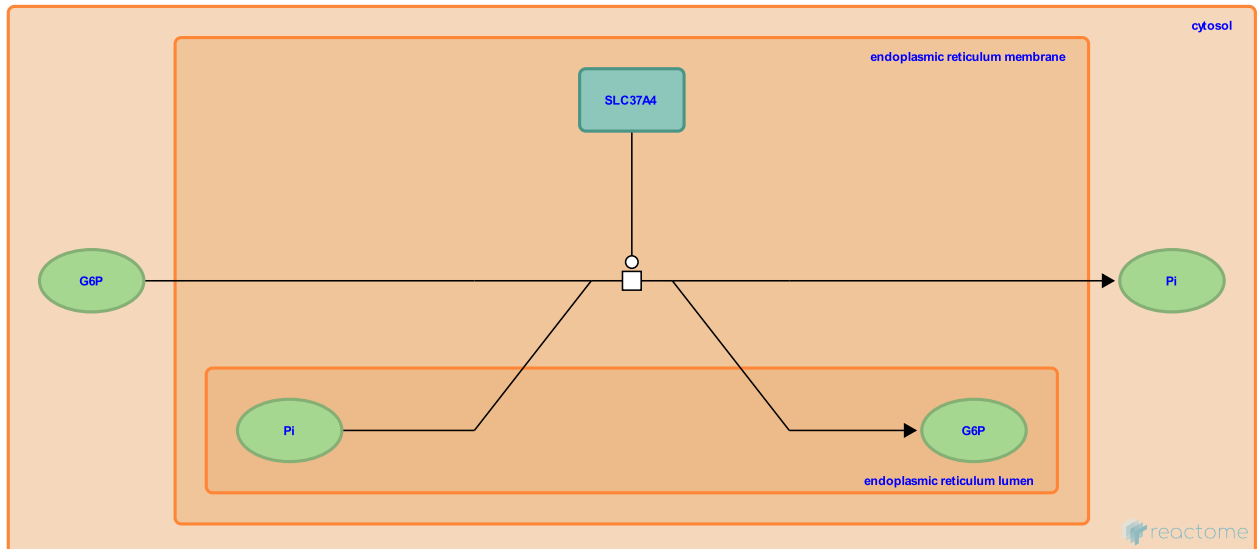 cytosol
endoplasmic reticulum membrane
SLC37A4
G6P
Pi
Pi
G6P
endoplasmic reticulum lumen
reactome